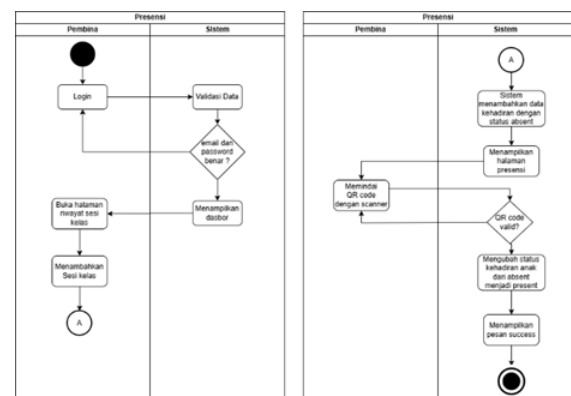 Presensi
Pembina
Sistem
Login
Validasi Data
email dan
password
benar ?
Menampilkan
dasbor
Buka halaman
riwayat sesi
kelas
Menambahkan
Sesi kelas
A
Presensi
Pembina
Sistem
A
Sistem
menambahkan data
kehadiran dengan
status absent
Menampilkan
halaman
presensi
Memindai
QR code
dengan scanner
QR code
valid?
Mengubah status
kehadiran anak
dari absent
menjadi present
Menampilkan
pesan success